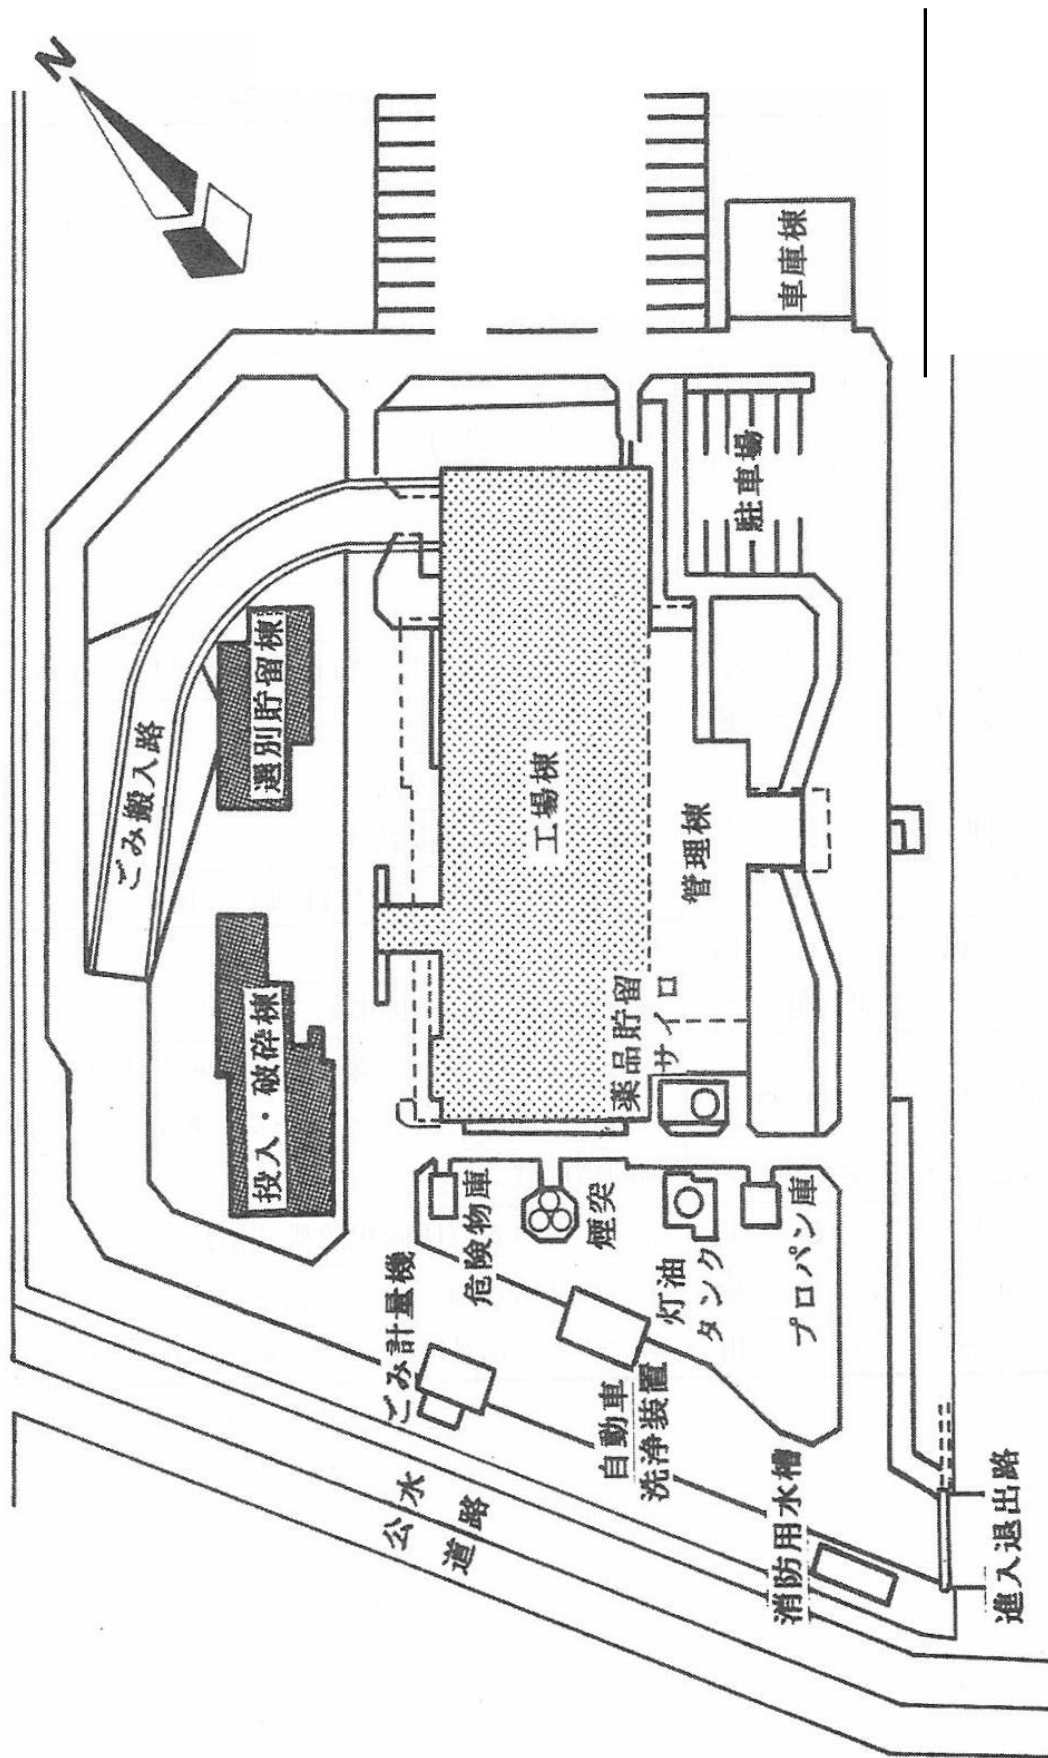 N
ごみ搬入路
選別貯留棟
投入・破砕棟
ごみ計量機
公道
水路
危険物庫
工場棟
煙突
自動車
洗浄装置
薬品貯留
サイロ
灯油
タンク
管理棟
駐車場
車庫棟
プロパン庫
消防用水槽
進入退出路